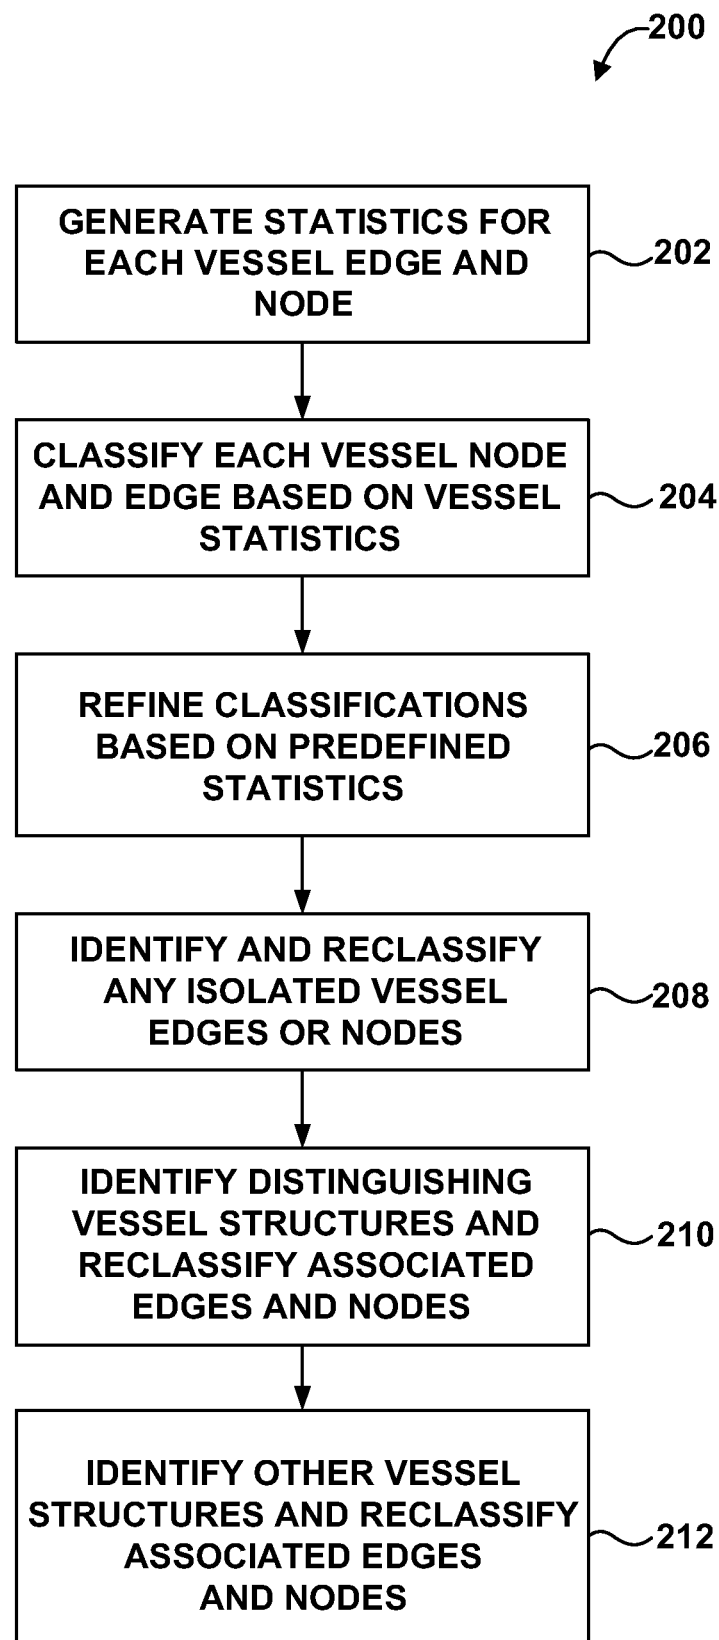 200
GENERATE STATISTICS FOR
EACH VESSEL EDGE AND
NODE
202
CLASSIFY EACH VESSEL NODE
AND EDGE BASED ON VESSEL
STATISTICS
204
REFINE CLASSIFICATIONS
BASED ON PREDEFINED
STATISTICS
206
IDENTIFY AND RECLASSIFY
ANY ISOLATED VESSEL
EDGES OR NODES
208
IDENTIFY DISTINGUISHING
VESSEL STRUCTURES AND
RECLASSIFY ASSOCIATED
EDGES AND NODES
210
IDENTIFY OTHER VESSEL
STRUCTURES AND RECLASSIFY
ASSOCIATED EDGES
AND NODES
212